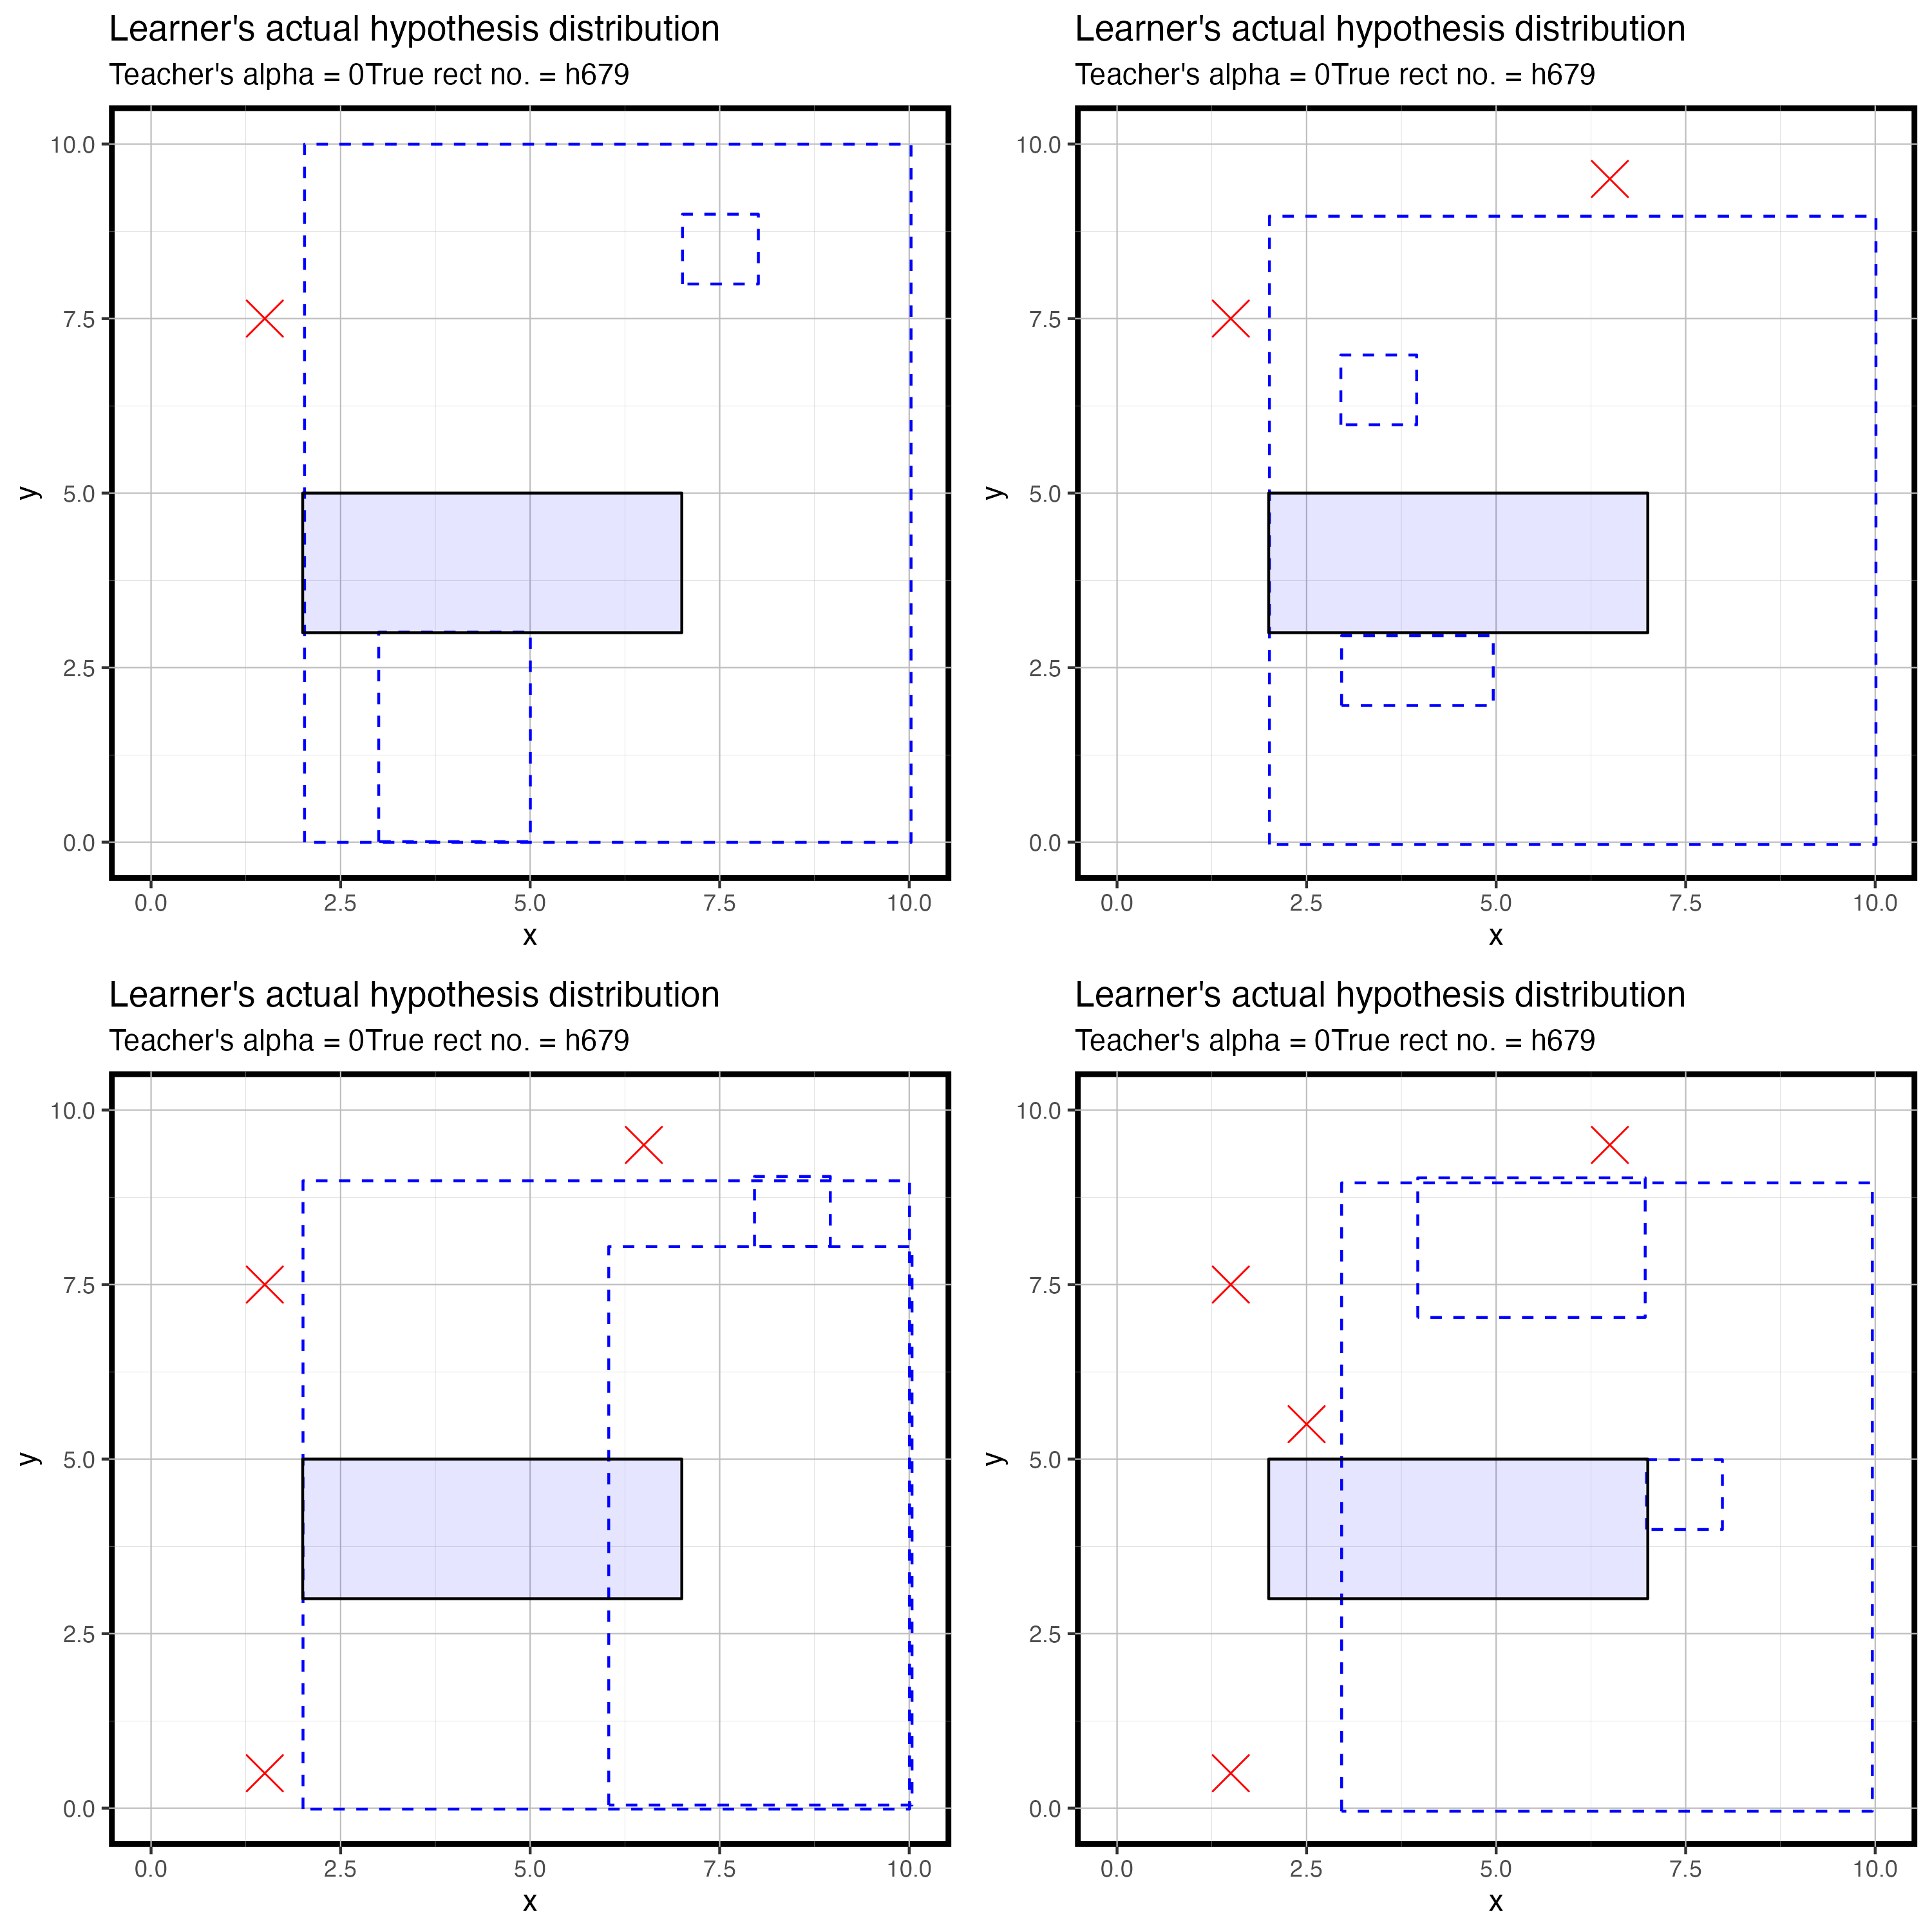 Learner's actual hypothesis distribution
Teacher's alpha = 0True rect no. = h679
10.0
7.5
5.0
2.5
0.0
y
0.0 2.5 5.0 7.5 10.0
x
Learner's actual hypothesis distribution
Teacher's alpha = 0True rect no. = h679
10.0
7.5
5.0
2.5
0.0
y
0.0 2.5 5.0 7.5 10.0
x
Learner's actual hypothesis distribution
Teacher's alpha = 0True rect no. = h679
10.0
7.5
5.0
2.5
0.0
y
0.0 2.5 5.0 7.5 10.0
x
Learner's actual hypothesis distribution
Teacher's alpha = 0True rect no. = h679
10.0
7.5
5.0
2.5
0.0
y
0.0 2.5 5.0 7.5 10.0
x